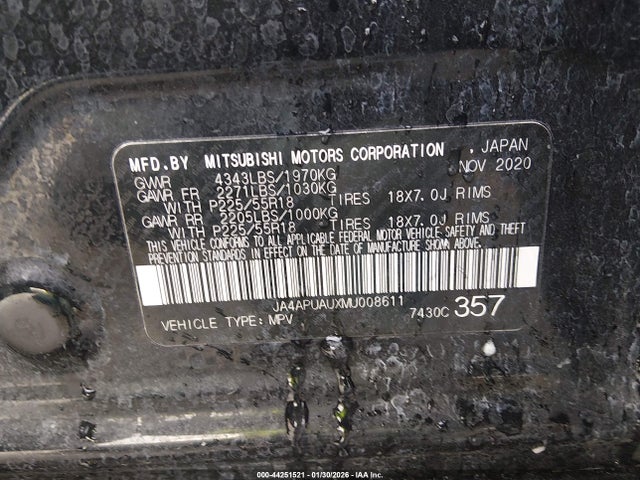 MFD.BY MITSUBISHI MOTORS CORPORATION , JAPAN
GVWR 4343LBS/1970KG NOV 2020
GAWR FR 2271LBS/1030KG
WITH P225/55R18 TIRES 18X7.0J RIMS
GAWR RR 2205LBS/1000KG
WITH P225/55R18 TIRES 18X7.0J RIMS
THIS VEHICLE CONFORMS TO ALL APPLICABLE FEDERAL MOTOR VEHICLE SAFETY AND THEFT
PREVENTION STANDARDS IN EFFECT ON THE DATE OF MANUFACTURE SHOWN ABOVE.
JA4APUAUXMU008611
VEHICLE TYPE: MPV 7430C 357
000-44251521 - 01/30/2026 - IAA Inc.